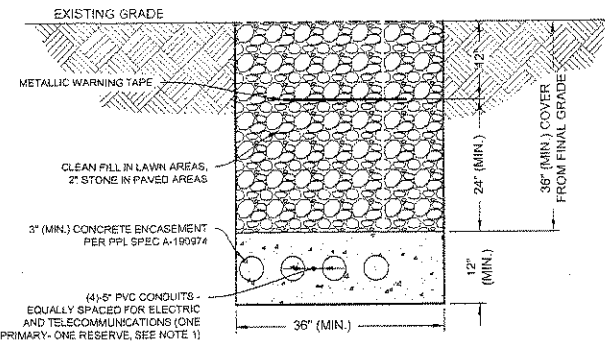 EXISTING GRADE
METALLIC WARNING TAPE
CLEAN FILL IN LAWN AREAS,
2" STONE IN PAVED AREAS
3" (MIN.) CONCRETE ENCASEMENT
PER PPL SPEC A-190974
(4)-5" PVC CONDUITS -
EQUALLY SPACED FOR ELECTRIC
AND TELECOMMUNICATIONS (ONE
PRIMARY- ONE RESERVE, SEE NOTE 1)
12"
24" (MIN.)
36" (MIN.) COVER
FROM FINAL GRADE
12"
(MIN.)
36" (MIN.)